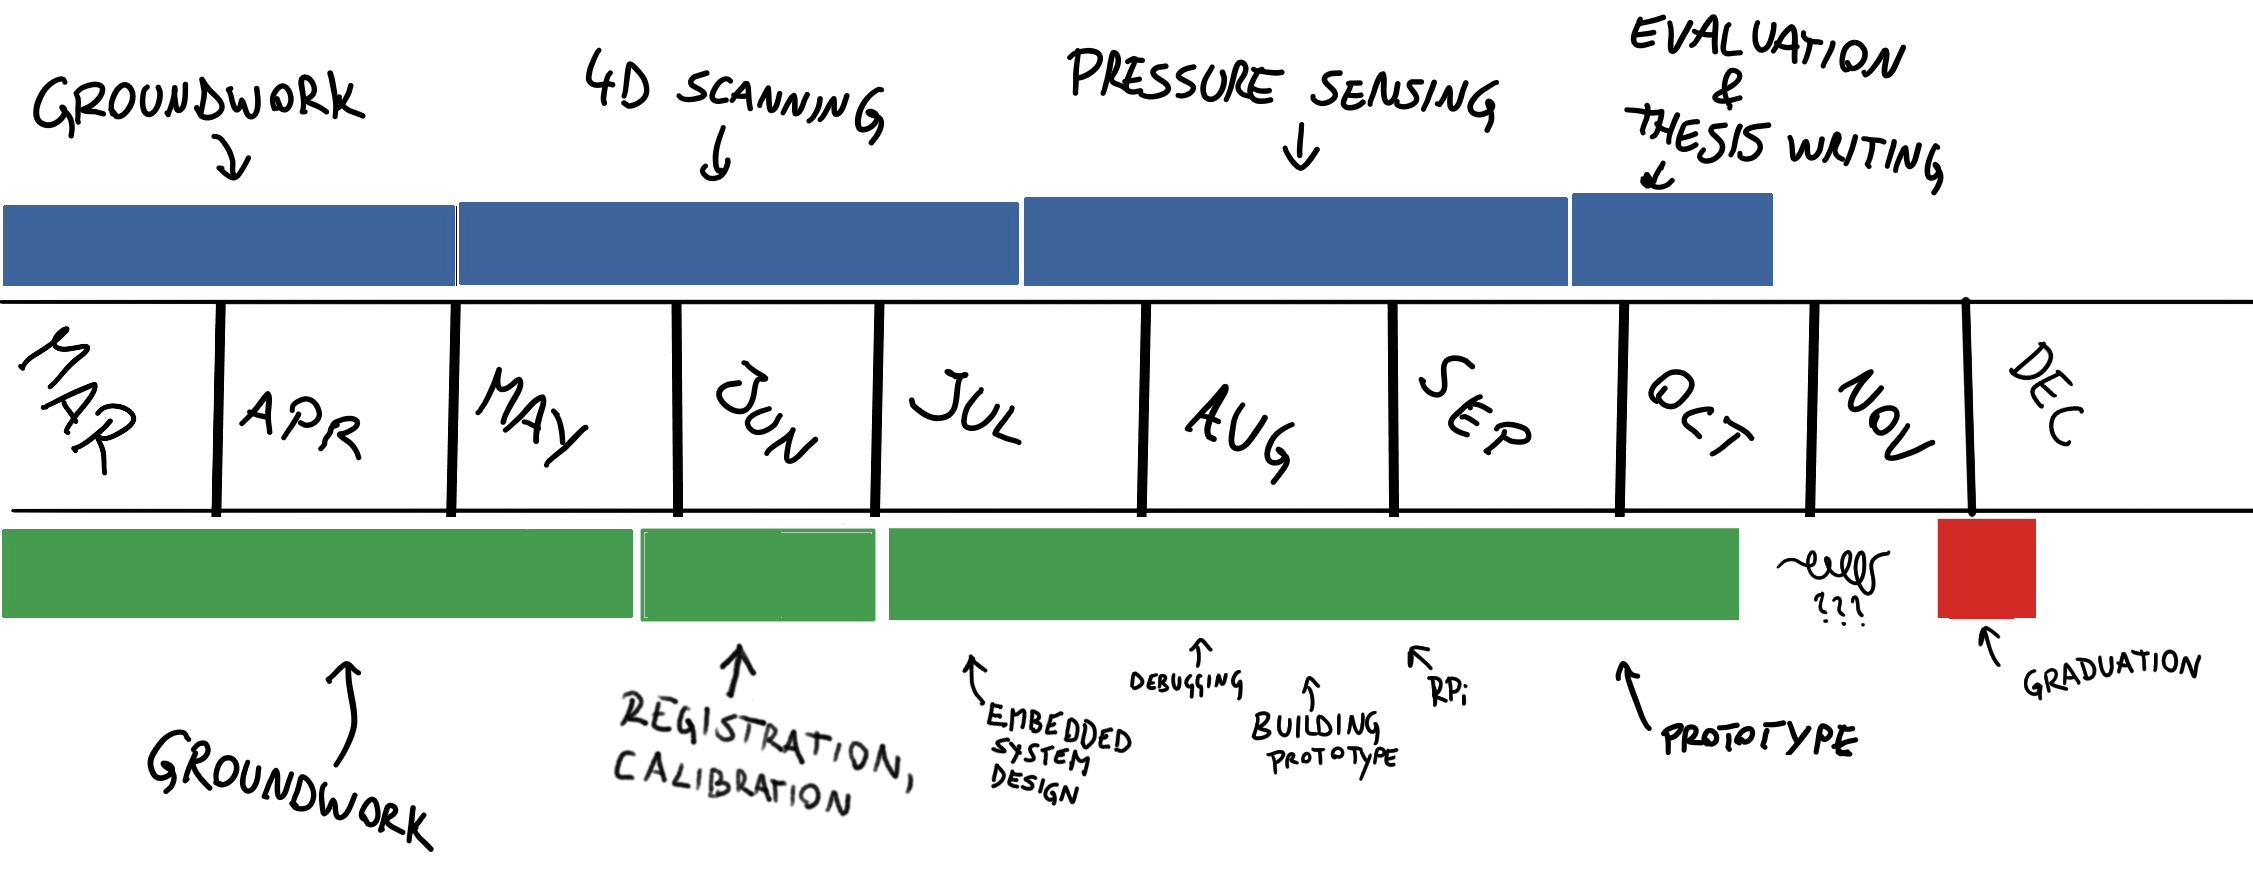 GROUNDWORK
4D SCANNING
PRESSURE SENSING
EVALUATION
&
THESIS WRITING
MAR
APR
MAY
JUN
JUL
AUG
SEP
OCT
NOV
DEC
???
GROUNDWORK
REGISTRATION,
CALIBRATION
EMBEDDED
SYSTEM
DESIGN
DEBUGGING
BUILDING
PROTOTYPE
RPi
PROTOTYPE
GRADUATION